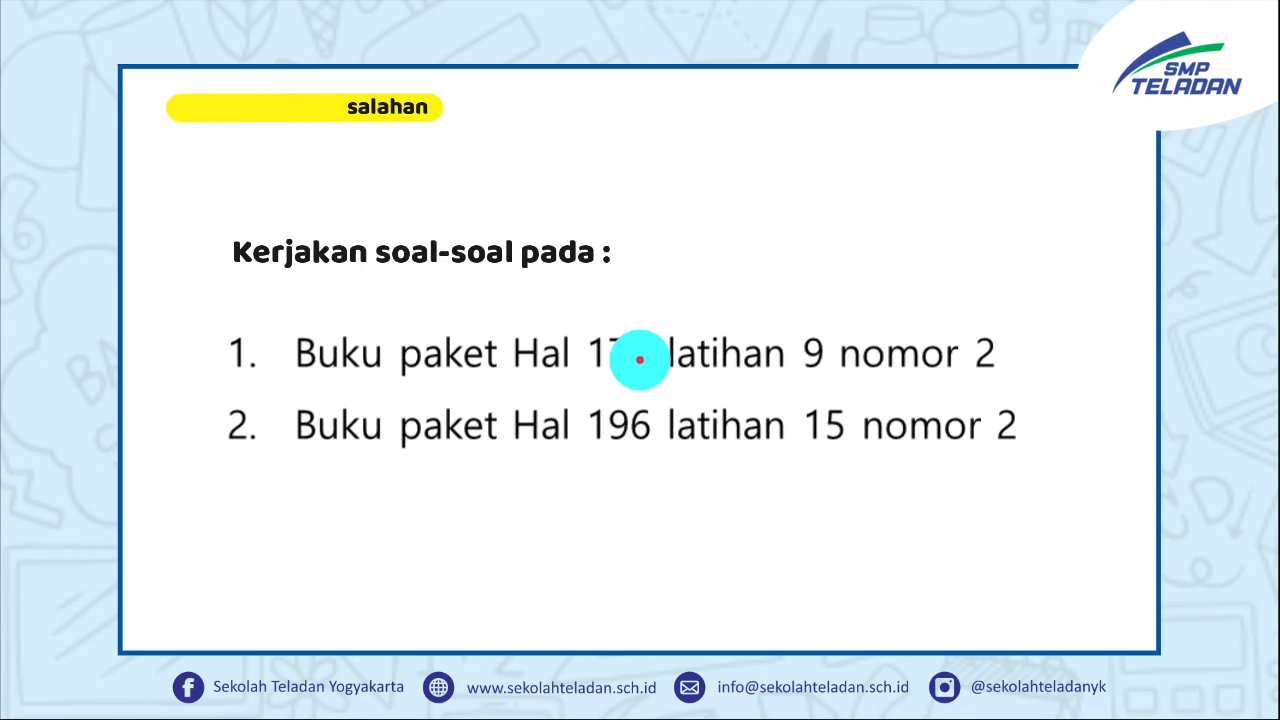 SMP
TELADAN
salahan
Kerjakan soal-soal pada :
1. Buku paket Hal latihan 9 nomor 2
2. Buku paket Hal 196 latihan 15 nomor 2
Sekolah Teladan Yogyakarta
www.sekolahteladan.sch.id
info@sekolahteladan.sch.id
@sekolahteladanyk